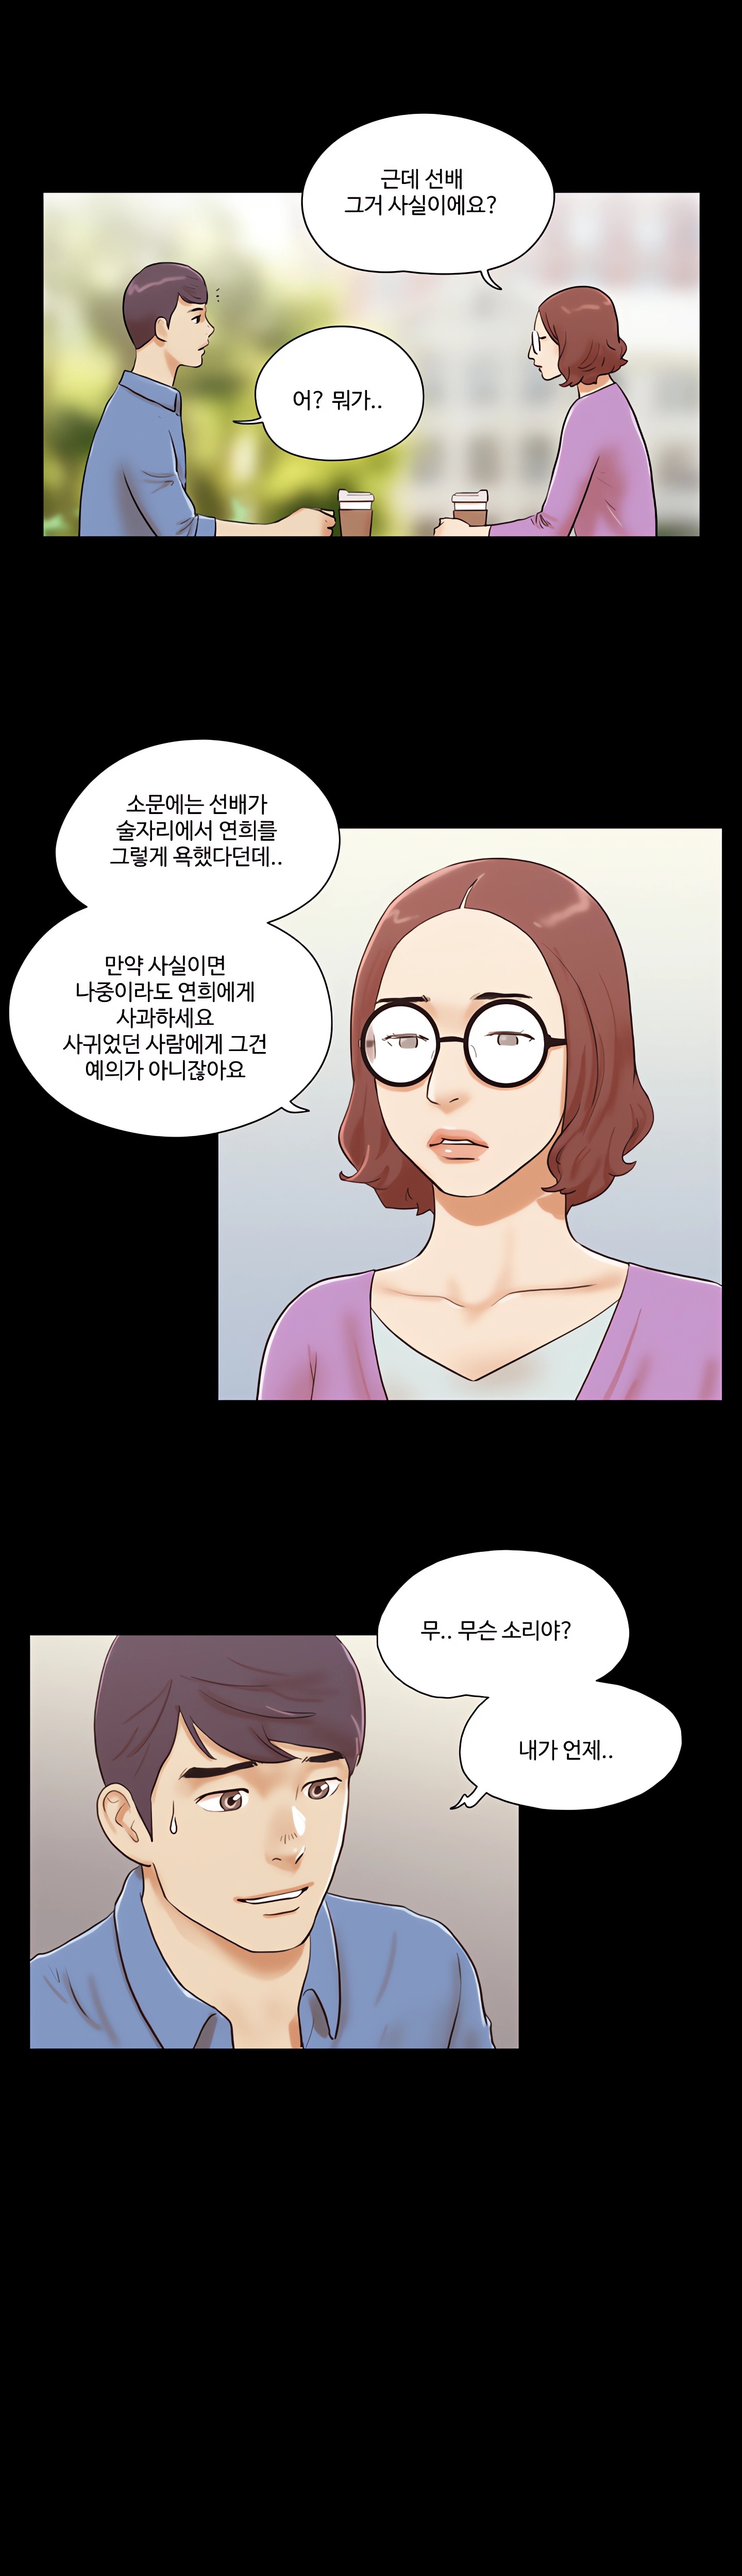 근데 선배
그거 사실이에요?
어? 뭐가..
소문에는 선배가
술자리에서 연희를
그렇게 욕했다던데..
만약 사실이면
나중이라도 연희에게
사과하세요
사귀었던 사람에게 그건
예의가 아니잖아요
무.. 무슨 소리야?
내가 언제..